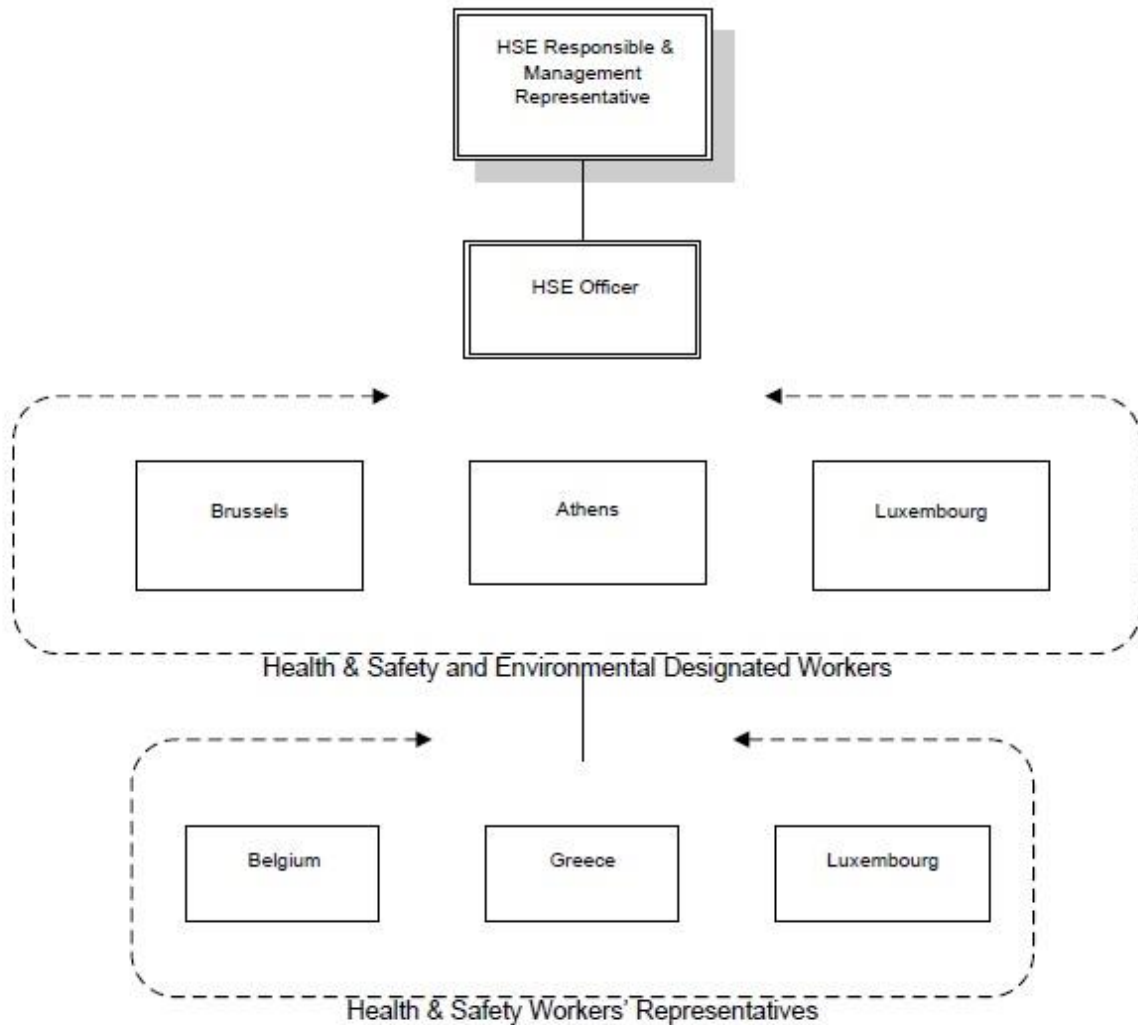 HSE Responsible &
Management
Representative
HSE Officer
Brussels
Athens
Luxembourg
Health & Safety and Environmental Designated Workers
Belgium
Greece
Luxembourg
Health & Safety Workers' Representatives